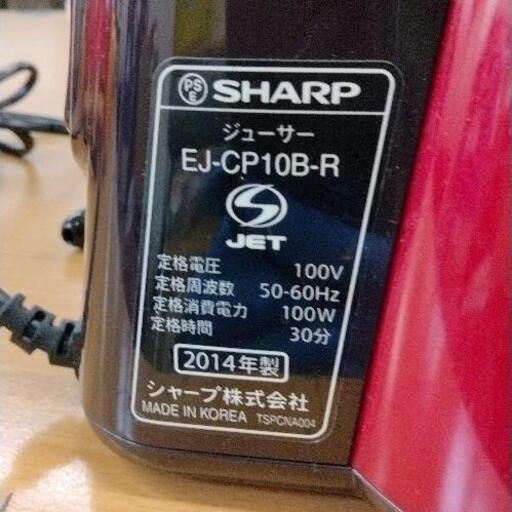 PSE SHARP
ジューサー
EJ-CP10B-R
S
JET
定格電圧 100V
定格周波数 50-60Hz
定格消費電力 100W
定格時間 30分
2014年製
シャープ株式会社
MADE IN KOREA TSPCNA004